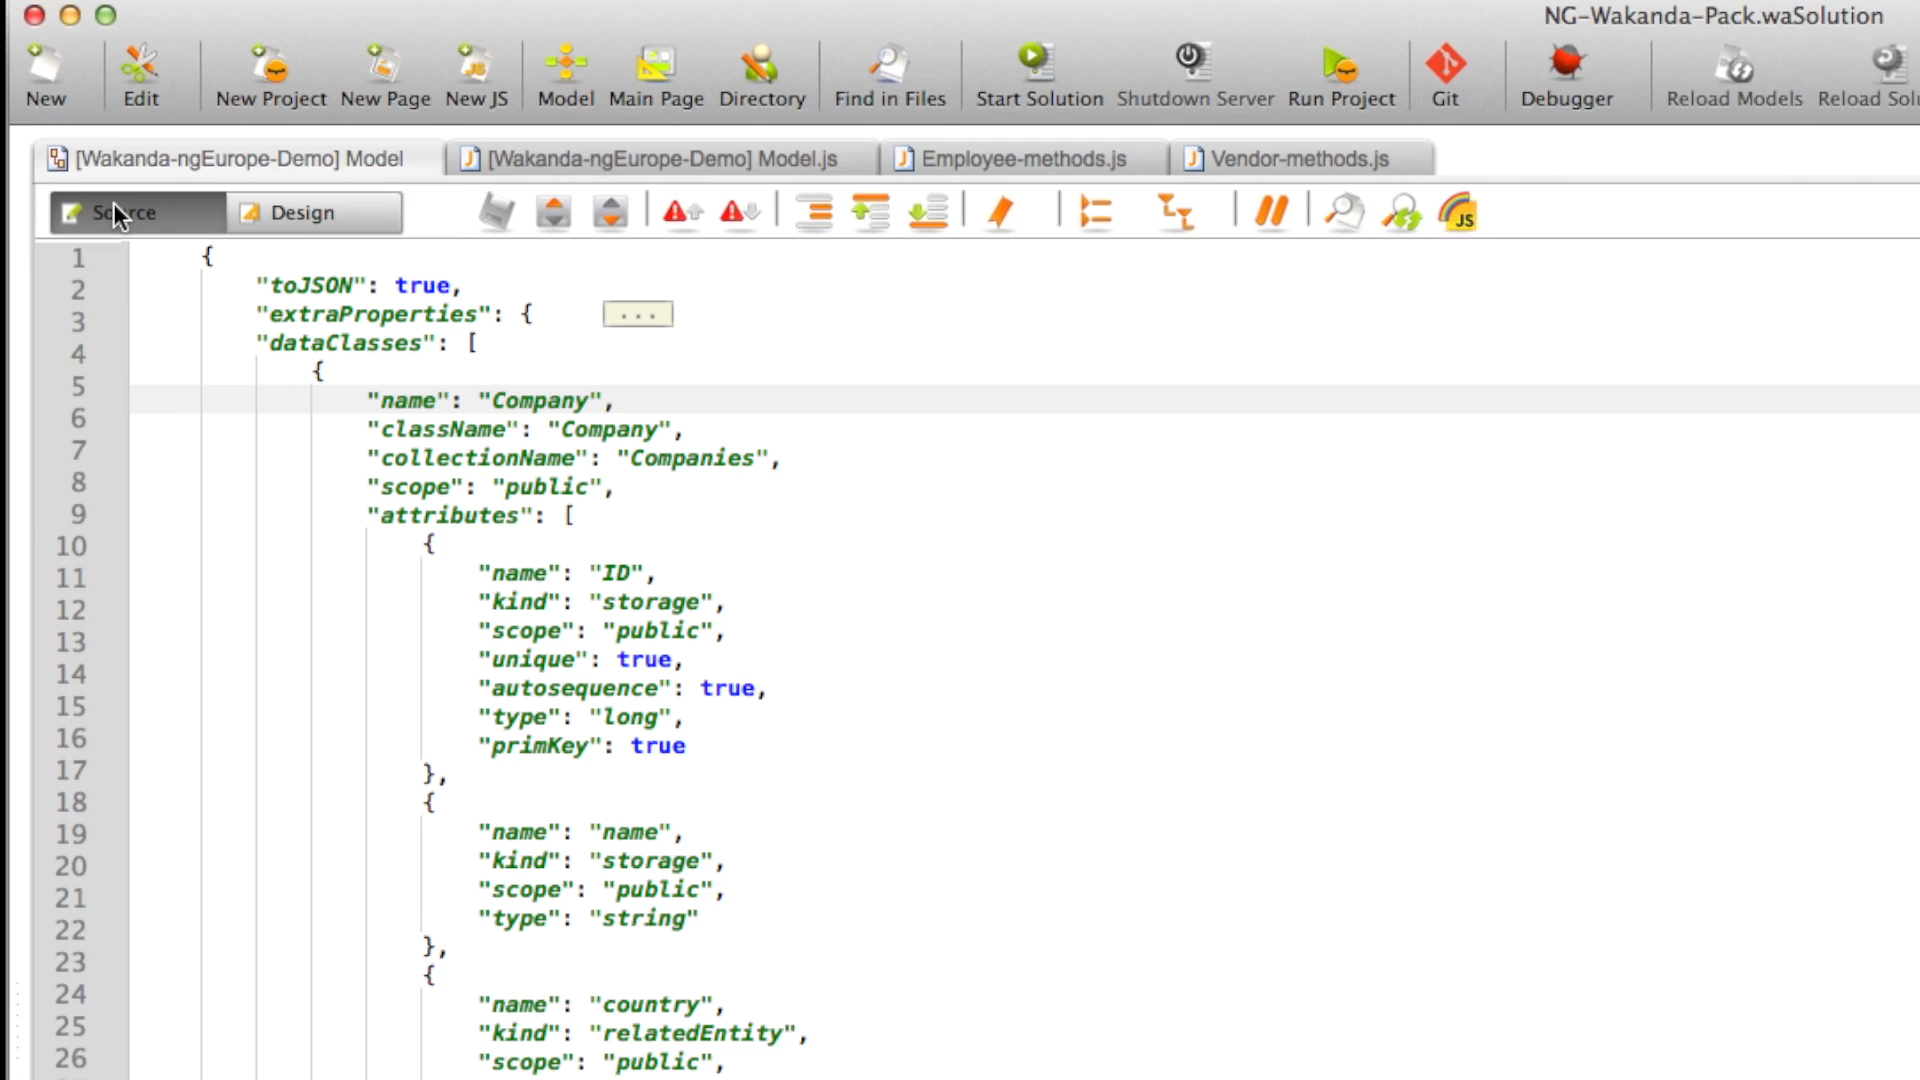 NG-Wakanda-Pack.waSolution
New Edit New Project New Page New JS Model Main Page Directory Find in Files Start Solution Shutdown Server Run Project Git Debugger Reload Models Reload Solu
[Wakanda-ngEurope-Demo] Model [Wakanda-ngEurope-Demo] Model.js Employee-methods.js Vendor-methods.js
Source Design JS
1 {
2 "toJSON": true,
3 "extraProperties": { ...
4 "dataClasses": [
5 {
6 "name": "Company",
7 "className": "Company",
8 "collectionName": "Companies",
9 "scope": "public",
10 "attributes": [
11 {
12 "name": "ID",
13 "kind": "storage",
14 "scope": "public",
15 "unique": true,
16 "autosequence": true,
17 "type": "long",
18 "primKey": true
19 },
20 {
21 "name": "name",
22 "kind": "storage",
23 "scope": "public",
24 "type": "string"
25 },
26 {
"name": "country",
"kind": "relatedEntity",
"scope": "public",